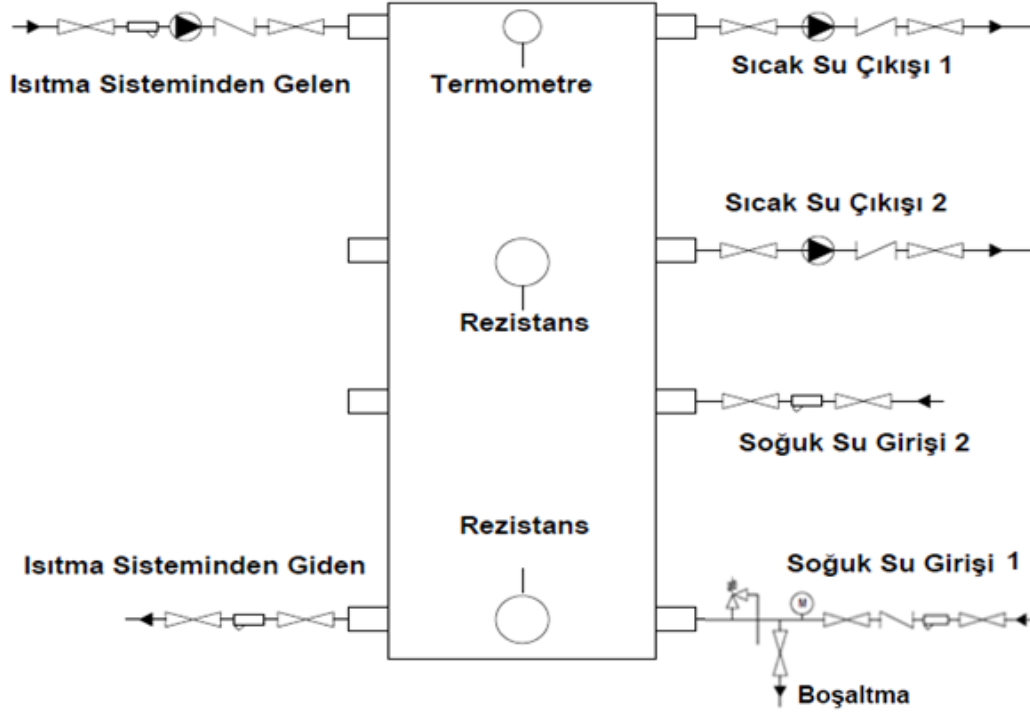 Isıtma Sisteminden Gelen
Termometre
Sıcak Su Çıkışı 1
Sıcak Su Çıkışı 2
Rezistans
Soğuk Su Girişi 2
Rezistans
Isıtma Sisteminden Giden
Soğuk Su Girişi 1
M
Boşaltma